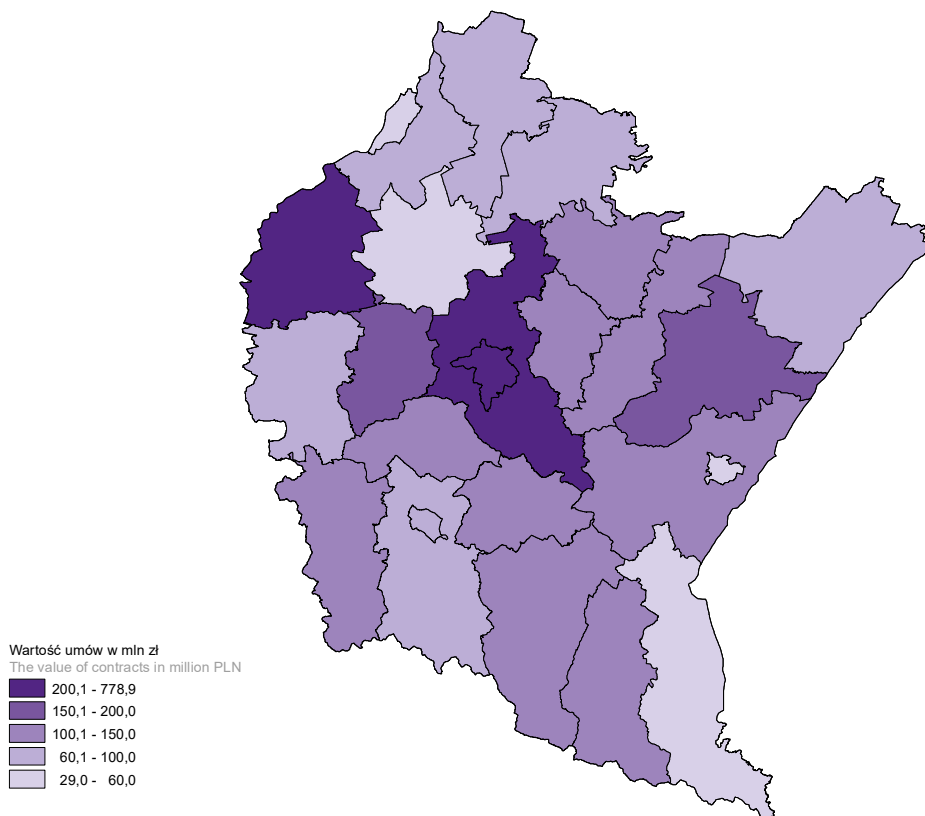 Wartość umów w mln zł
The value of contracts in million PLN
200,1 - 778,9
150,1 - 200,0
100,1 - 150,0
60,1 - 100,0
29,0 - 60,0